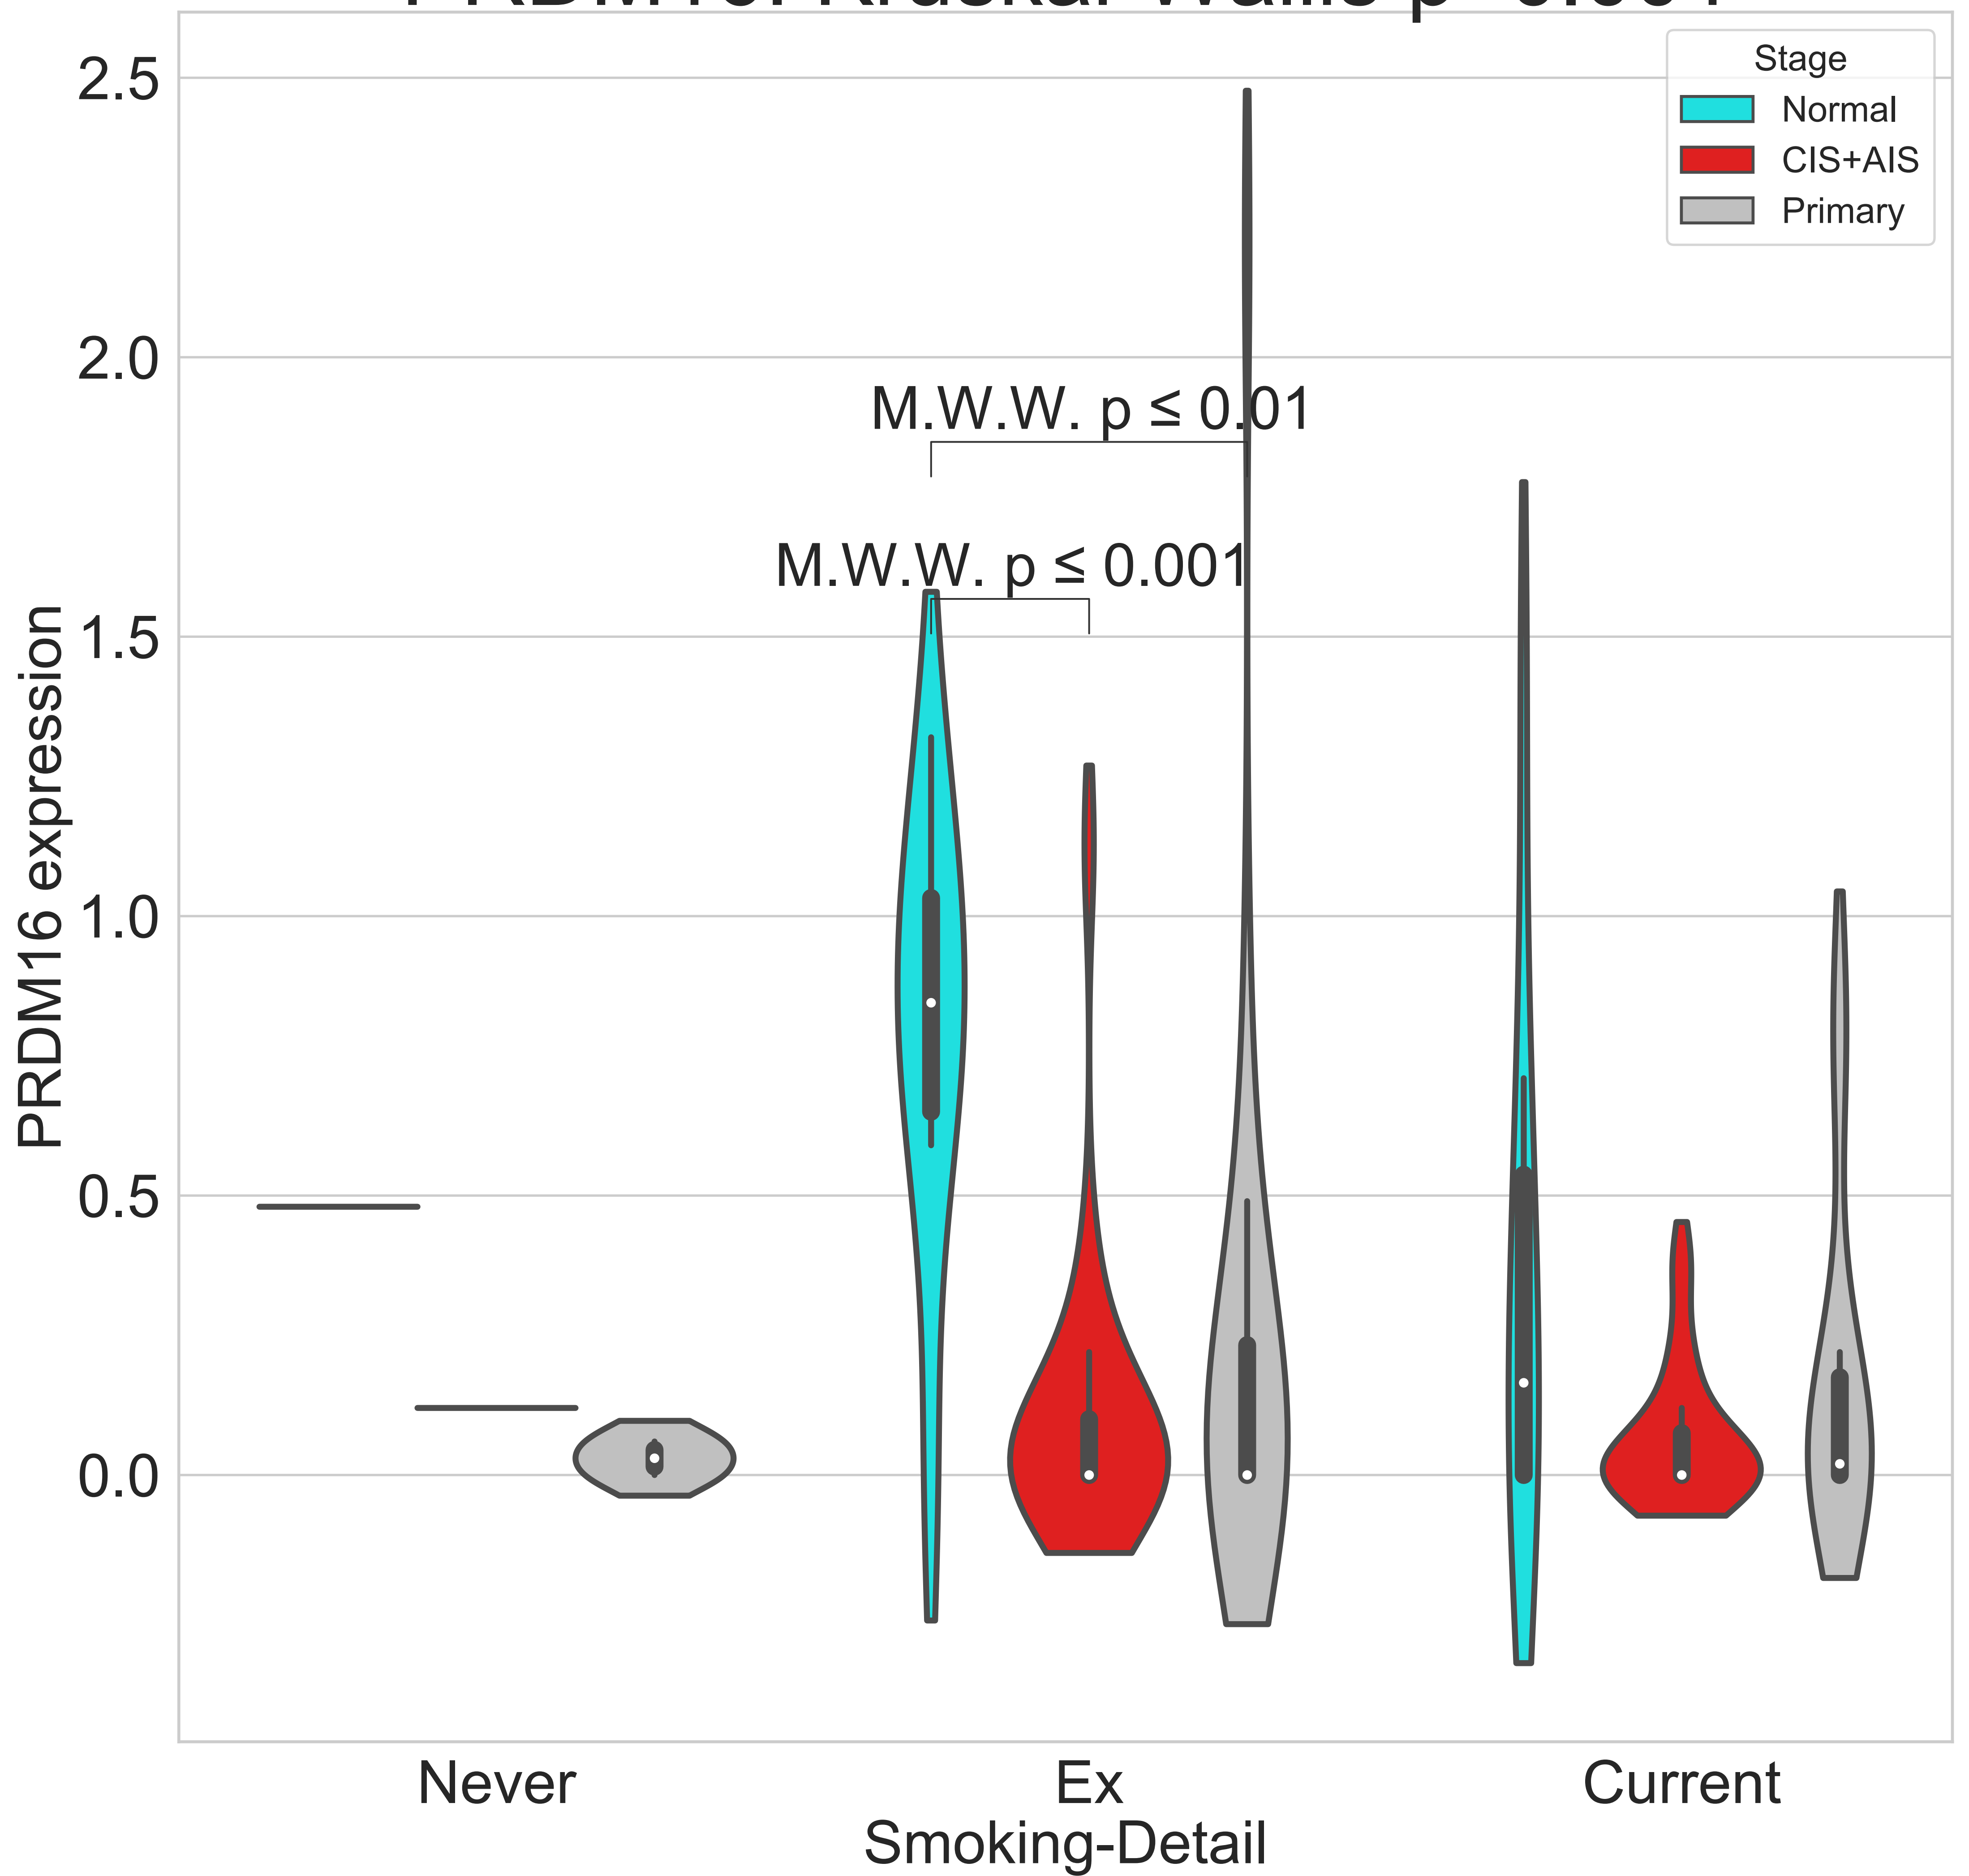 2.5
2.0
1.5
1.0
0.5
0.0
PRDM16 expression
Stage
Normal
CIS+AIS
Primary
M.W.W. p ≤ 0.01
M.W.W. p ≤ 0.001
Never
Ex
Current
Smoking-Detail